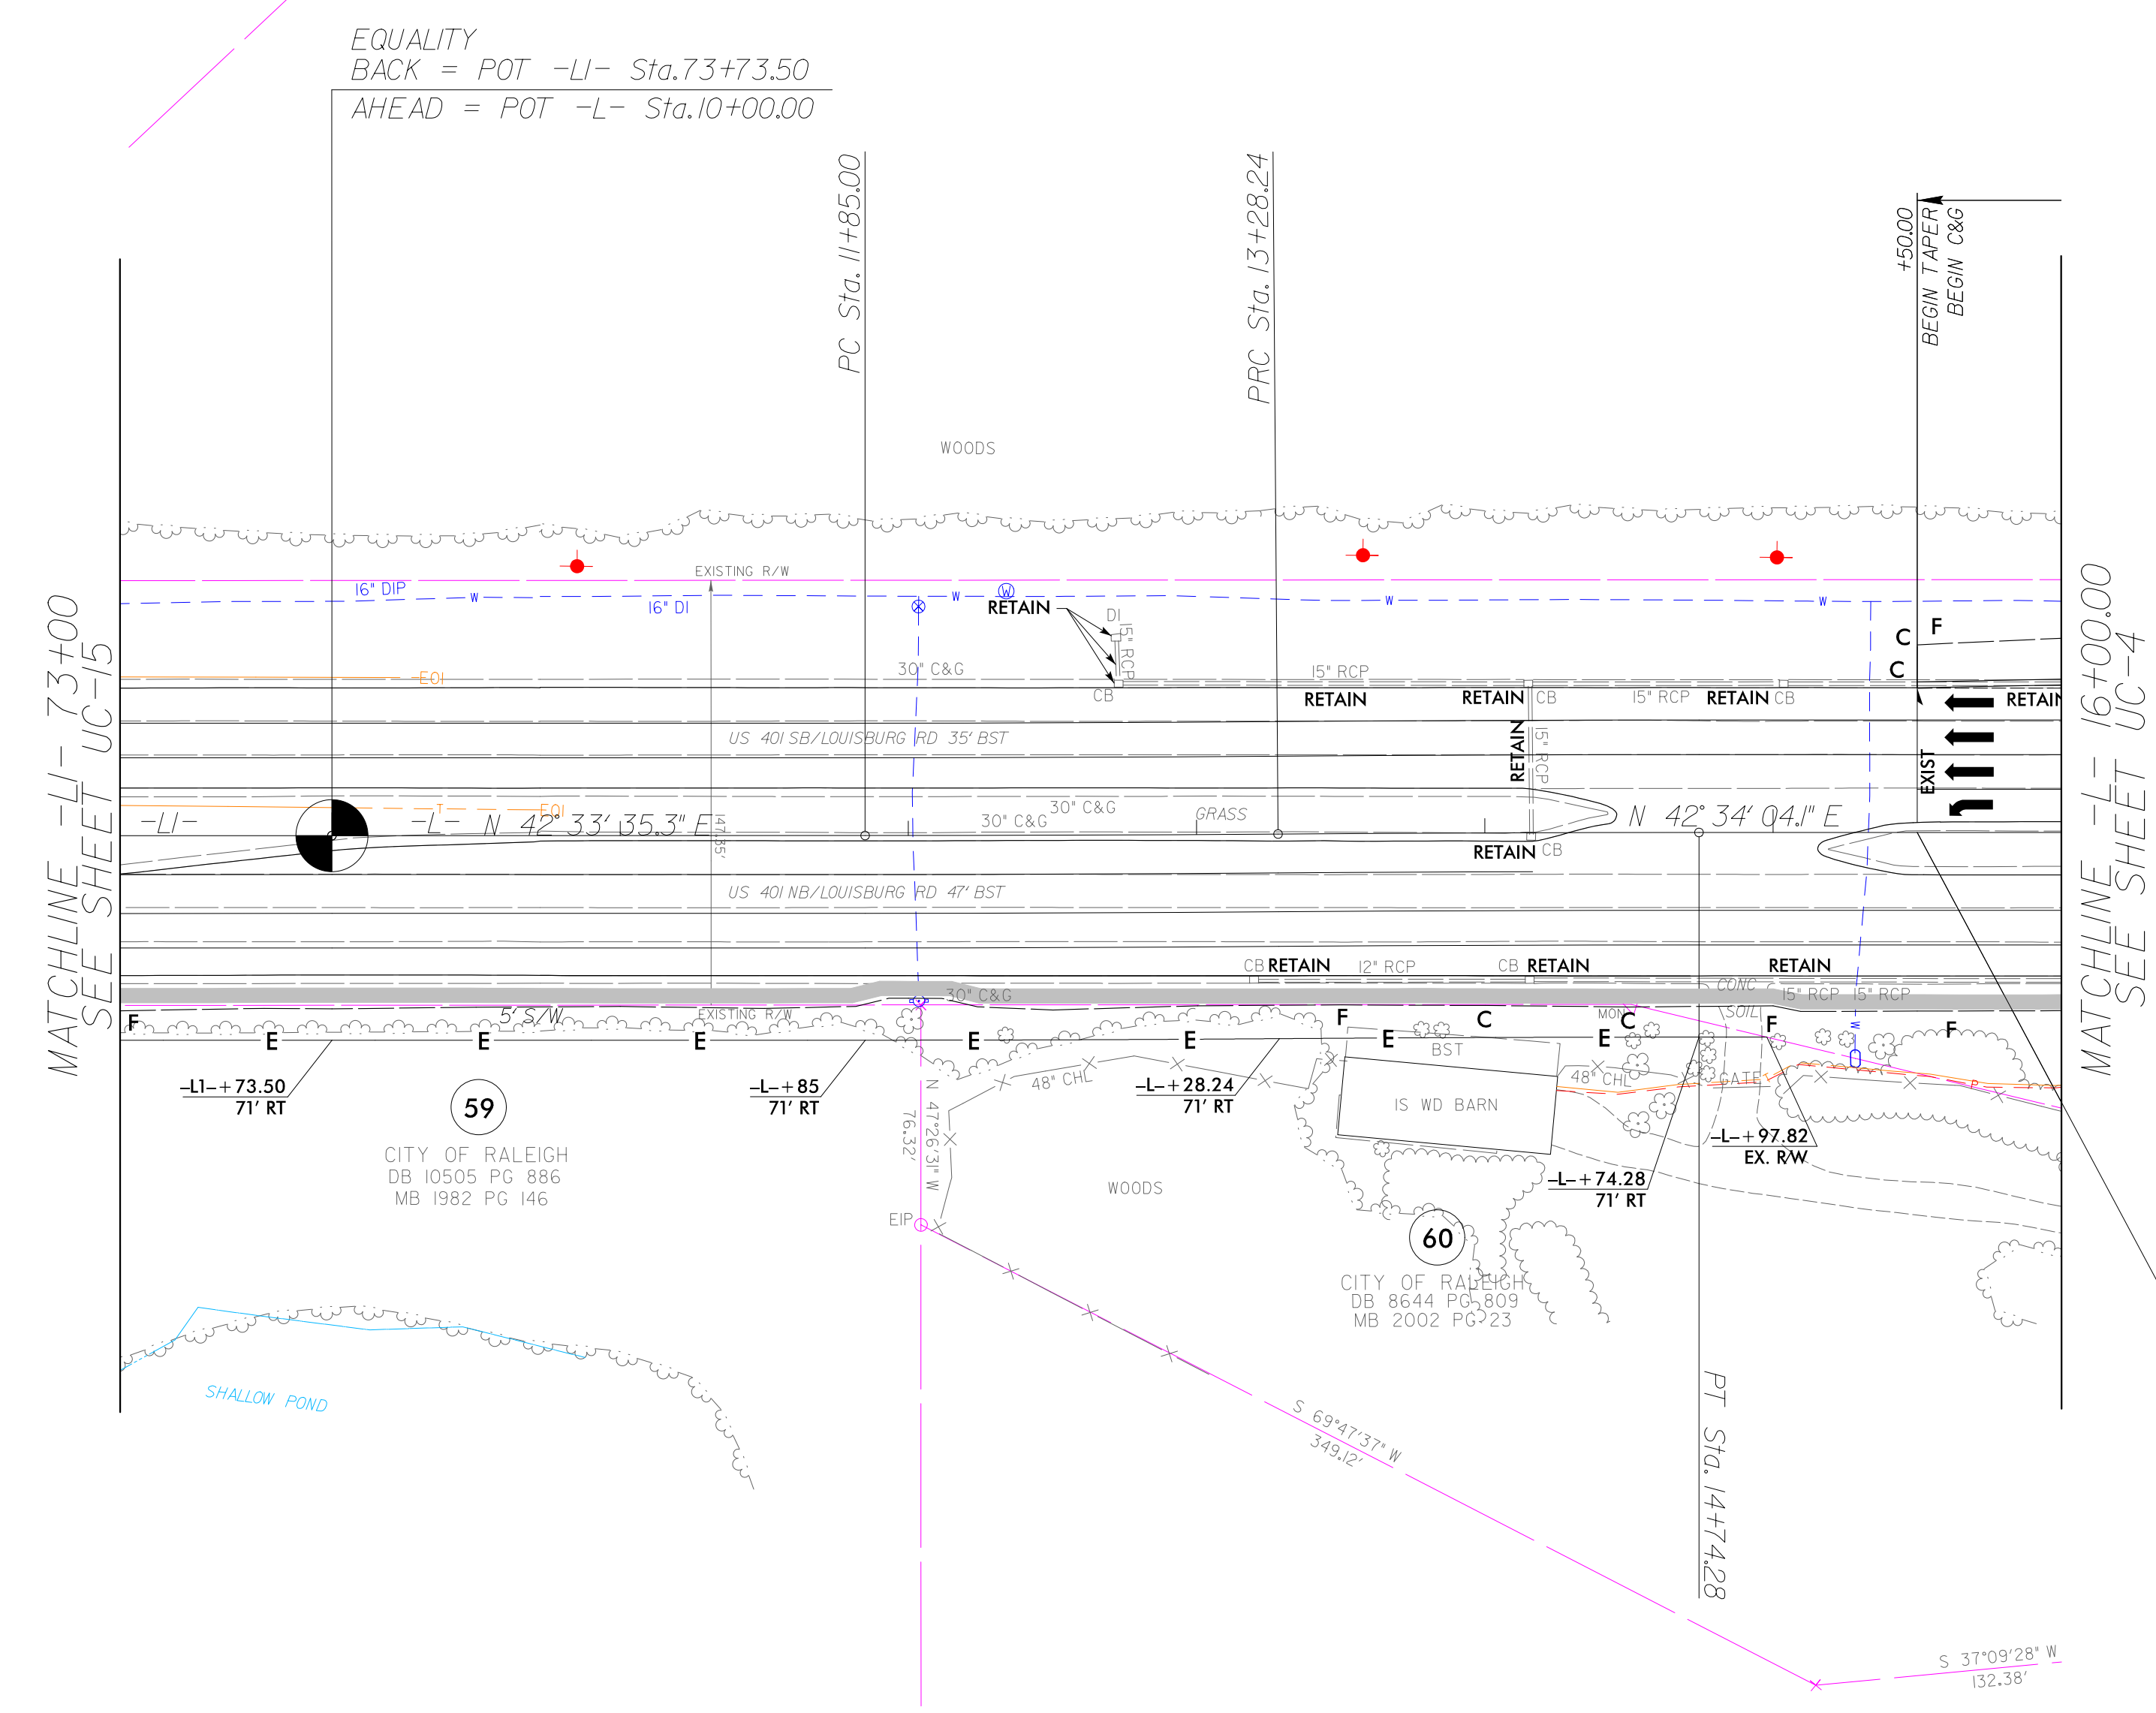 EQUALITY
BACK = POT -L1- Sta. 73+73.50
AHEAD = POT -L- Sta. 10+00.00
PC Sta. 11+85.00
PRC Sta. 13+28.24
+50.00
BEGIN TAPER
BEGIN C&G
WOODS
EXISTING R/W
16" DIP
W
16" DI
W
W
RETAIN
W
W
DI
15" RCP
C
F
C
EOI
30" C&G
CB
15" RCP
RETAIN
RETAIN
CB
15" RCP
RETAIN
CB
RETAIN
US 401 SB/LOUISBURG RD 35' BST
RETAIN
15" RCP
EXIST
T
EOI
30" C&G
30" C&G
GRASS
-L1-
-L-
N 42° 33' 35.3" E
147.35'
N 42° 34' 04.1" E
RETAIN
CB
US 401 NB/LOUISBURG RD 47' BST
CB
RETAIN
12" RCP
CB
RETAIN
RETAIN
CONC
30" C&G
15" RCP
15" RCP
5' S/W
EXISTING R/W
MON
SOIL
F
F
C
C
F
W
F
E
E
E
E
E
E
E
BST
-L1-+73.50
71' RT
-L-+85
71' RT
48" CHL
-L-+28.24
71' RT
48" CHL
GATE
T
P
IS WD BARN
-L-+97.82
EX. R/W
-L-+74.28
71' RT
59
CITY OF RALEIGH
DB 10505 PG 886
MB 1982 PG 146
N 47°26'31" W
76.32'
WOODS
EIP
60
CITY OF RALEIGH
DB 8644 PG 809
MB 2002 PG 23
SHALLOW POND
S 69°47'37" W
349.12'
PT Sta. 14+74.28
S 37°09'28" W
132.38'
MATCHLINE -L1- 73+00
SEE SHEET UC-15
MATCHLINE -L- 16+00.00
SEE SHEET UC-4